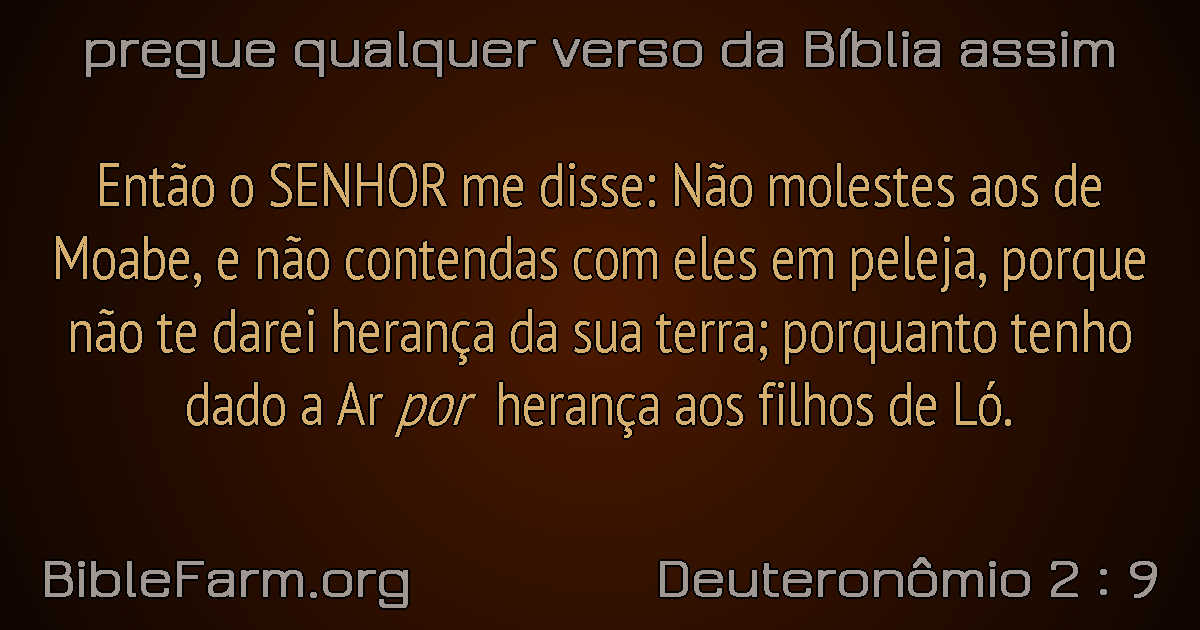 pregue qualquer verso da Bíblia assim
Então o SENHOR me disse: Não molestes aos de
Moabe, e não contendas com eles em peleja, porque
não te darei herança da sua terra; porquanto tenho
dado a Ar por herança aos filhos de Ló.
BibleFarm.org
Deuteronômio 2 : 9